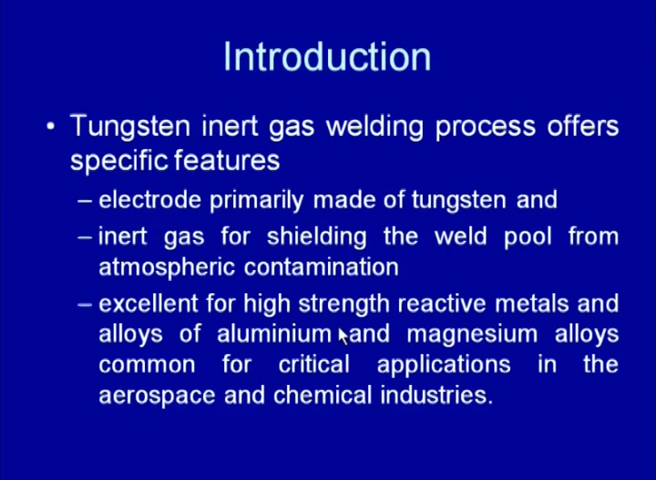 Introduction
• Tungsten inert gas welding process offers
specific features
– electrode primarily made of tungsten and
– inert gas for shielding the weld pool from
atmospheric contamination
– excellent for high strength reactive metals and
alloys of aluminium and magnesium alloys
common for critical applications in the
aerospace and chemical industries.